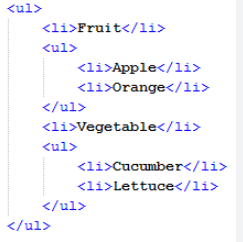 <ul>
    <li>Fruit</li>
    <ul>
        <li>Apple</li>
        <li>Orange</li>
    </ul>
    <li>Vegetable</li>
    <ul>
        <li>Cucumber</li>
        <li>Lettuce</li>
    </ul>
</ul>